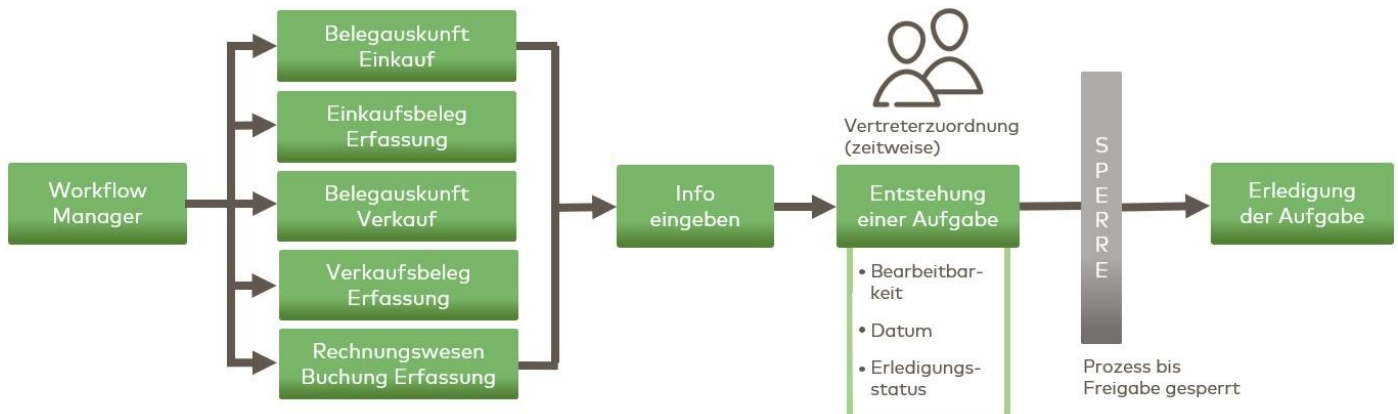 Workflow
Manager
Belegauskunft
Einkauf
Einkaufsbeleg
Erfassung
Belegauskunft
Verkauf
Verkaufsbeleg
Erfassung
Rechnungswesen
Buchung Erfassung
Info
eingeben
Vertreterzuordnung
(zeitweise)
Entstehung
einer Aufgabe
• Bearbeitbar-
keit
• Datum
• Erledigungs-
status
SPERRE
Prozess bis
Freigabe gesperrt
Erledigung
der Aufgabe